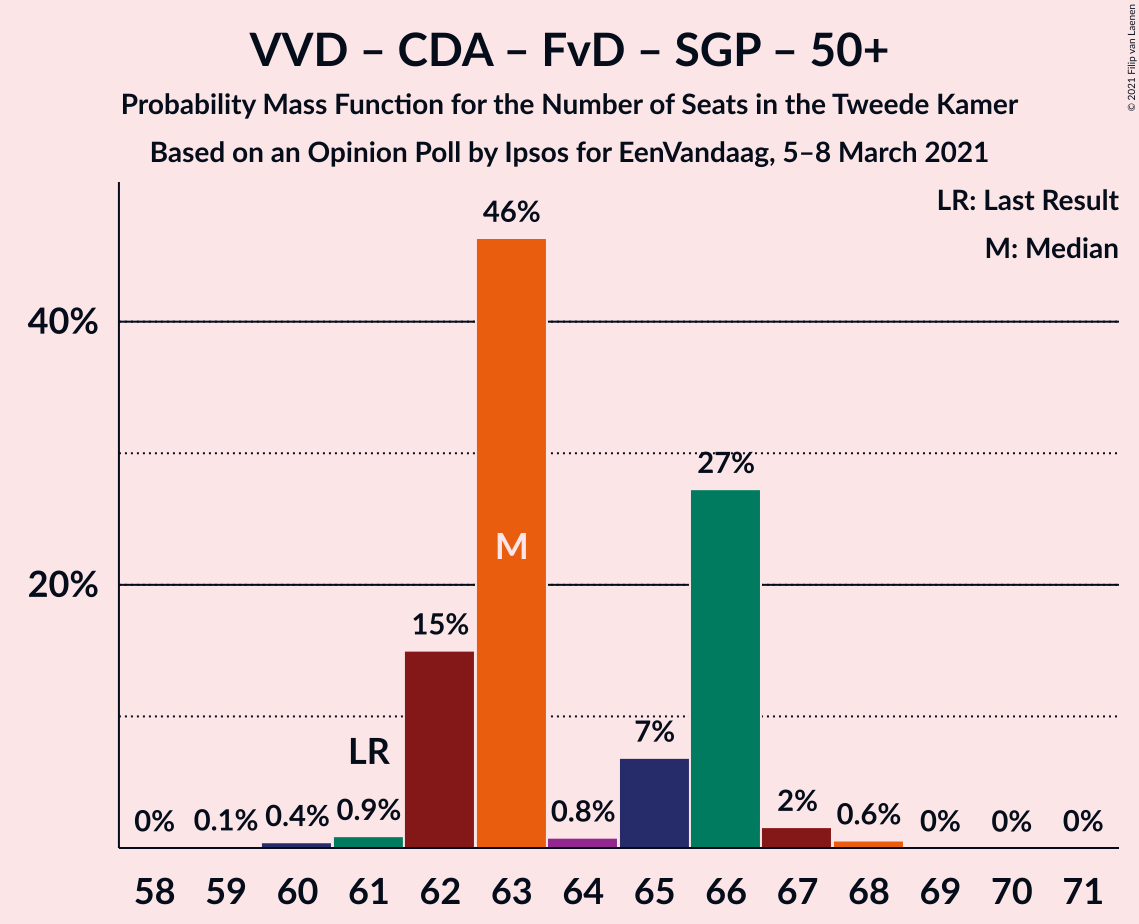 VVD – CDA – FvD – SGP – 50+
Probability Mass Function for the Number of Seats in the Tweede Kamer
Based on an Opinion Poll by Ipsos for EenVandaag, 5–8 March 2021
© 2021 Filip van Laenen
LR: Last Result
M: Median
46%
40%
27%
M
20%
15%
7%
LR
0% 0.1% 0.4% 0.9% 0.8% 2% 0.6% 0% 0% 0%
58 59 60 61 62 63 64 65 66 67 68 69 70 71